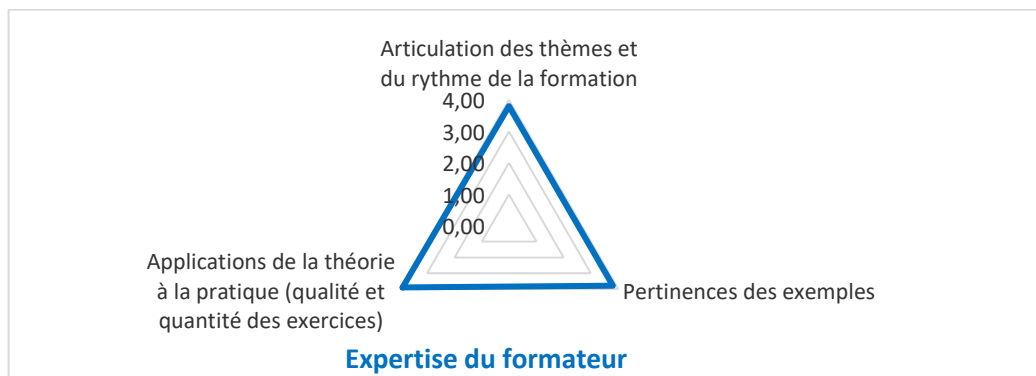 Articulation des thèmes et
du rythme de la formation
4,00
3,00
2,00
1,00
0,00
Applications de la théorie
à la pratique (qualité et
quantité des exercices)
Pertinences des exemples
Expertise du formateur